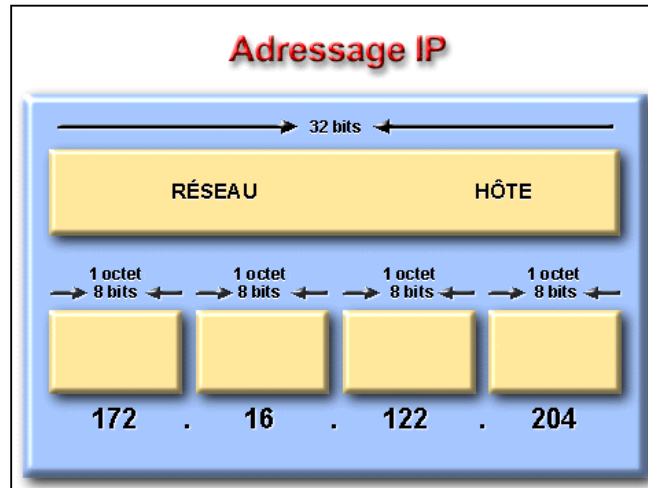 Adressage IP
32 bits
RÉSEAU HÔTE
1 octet 1 octet 1 octet 1 octet
8 bits 8 bits 8 bits 8 bits
172 . 16 . 122 . 204